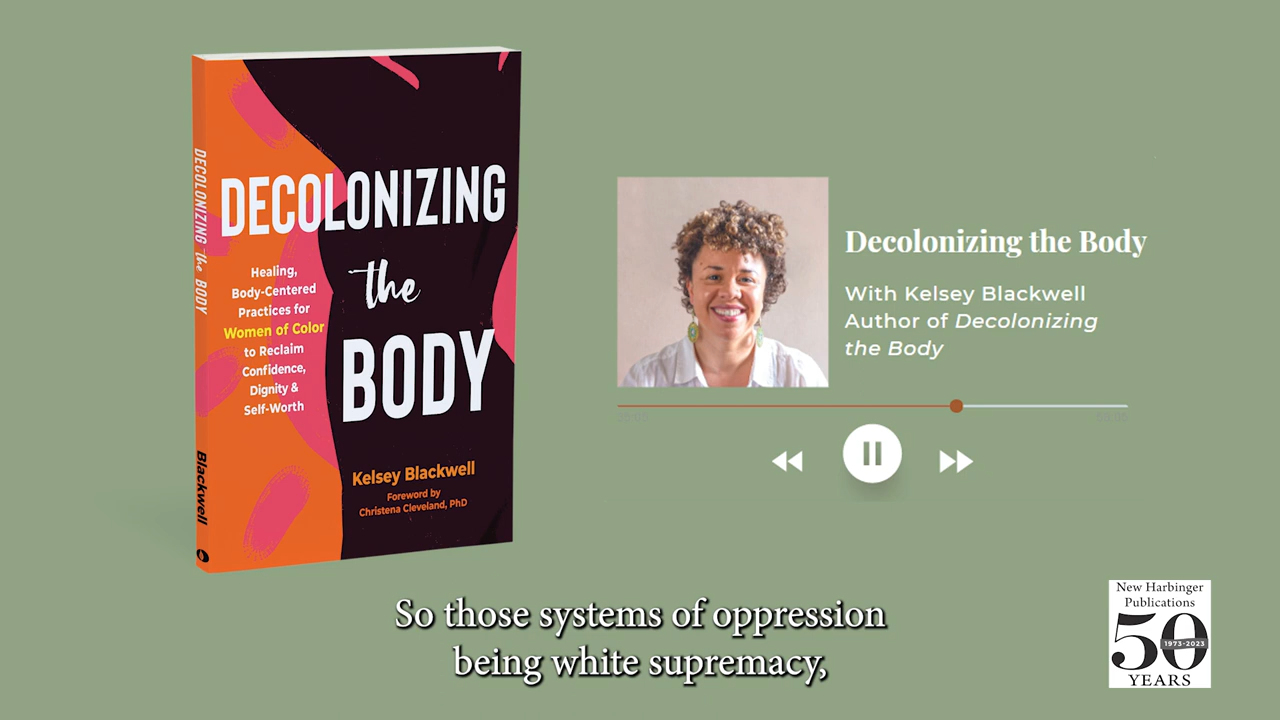 DECOLONIZING the BODY
Blackwell
DECOLONIZING
the
BODY
Healing,
Body-Centered
Practices for
Women of Color
to Reclaim
Confidence,
Dignity &
Self-Worth
Kelsey Blackwell
Foreword by
Christena Cleveland, PhD
Decolonizing the Body
With Kelsey Blackwell
Author of Decolonizing
the Body
So those systems of oppression
being white supremacy,
New Harbinger
Publications
50
1973-2023
YEARS